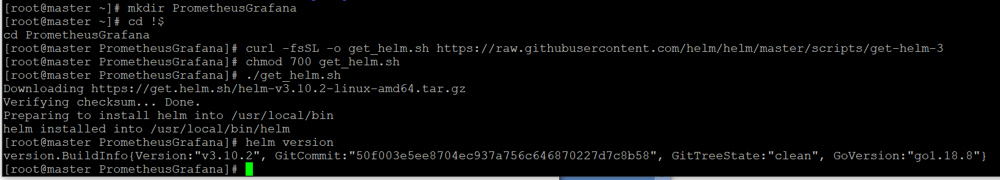 [root@master ~]# mkdir PrometheusGrafana
[root@master ~]# cd !$
cd PrometheusGrafana
[root@master PrometheusGrafana]# curl -fsSL -o get_helm.sh https://raw.githubusercontent.com/helm/helm/master/scripts/get-helm-3
[root@master PrometheusGrafana]# chmod 700 get_helm.sh
[root@master PrometheusGrafana]# ./get_helm.sh
Downloading https://get.helm.sh/helm-v3.10.2-linux-amd64.tar.gz
Verifying checksum... Done.
Preparing to install helm into /usr/local/bin
helm installed into /usr/local/bin/helm
[root@master PrometheusGrafana]# helm version
version.BuildInfo{Version:"v3.10.2", GitCommit:"50f003e5ee8704ec937a756c646870227d7c8b58", GitTreeState:"clean", GoVersion:"go1.18.8"}
[root@master PrometheusGrafana]#